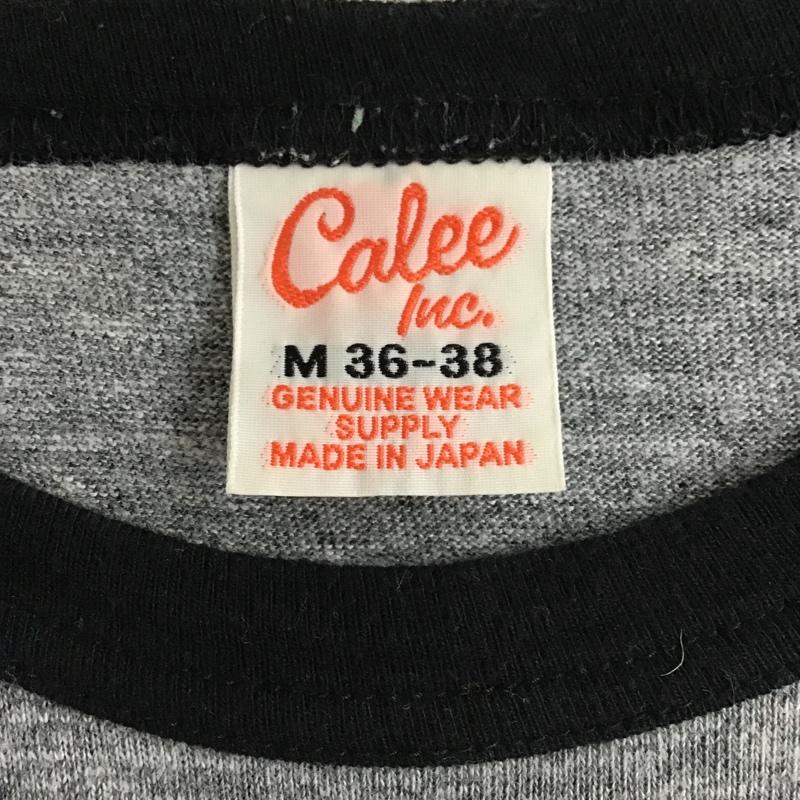 Calee
Inc.
M 36~38
GENUINE WEAR
SUPPLY
MADE IN JAPAN